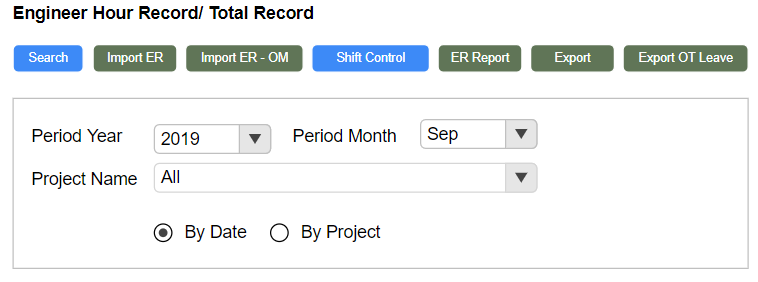 Engineer Hour Record/ Total Record
Search Import ER Import ER - OM Shift Control ER Report Export Export OT Leave
Period Year 2019 Period Month Sep
Project Name All
By Date By Project